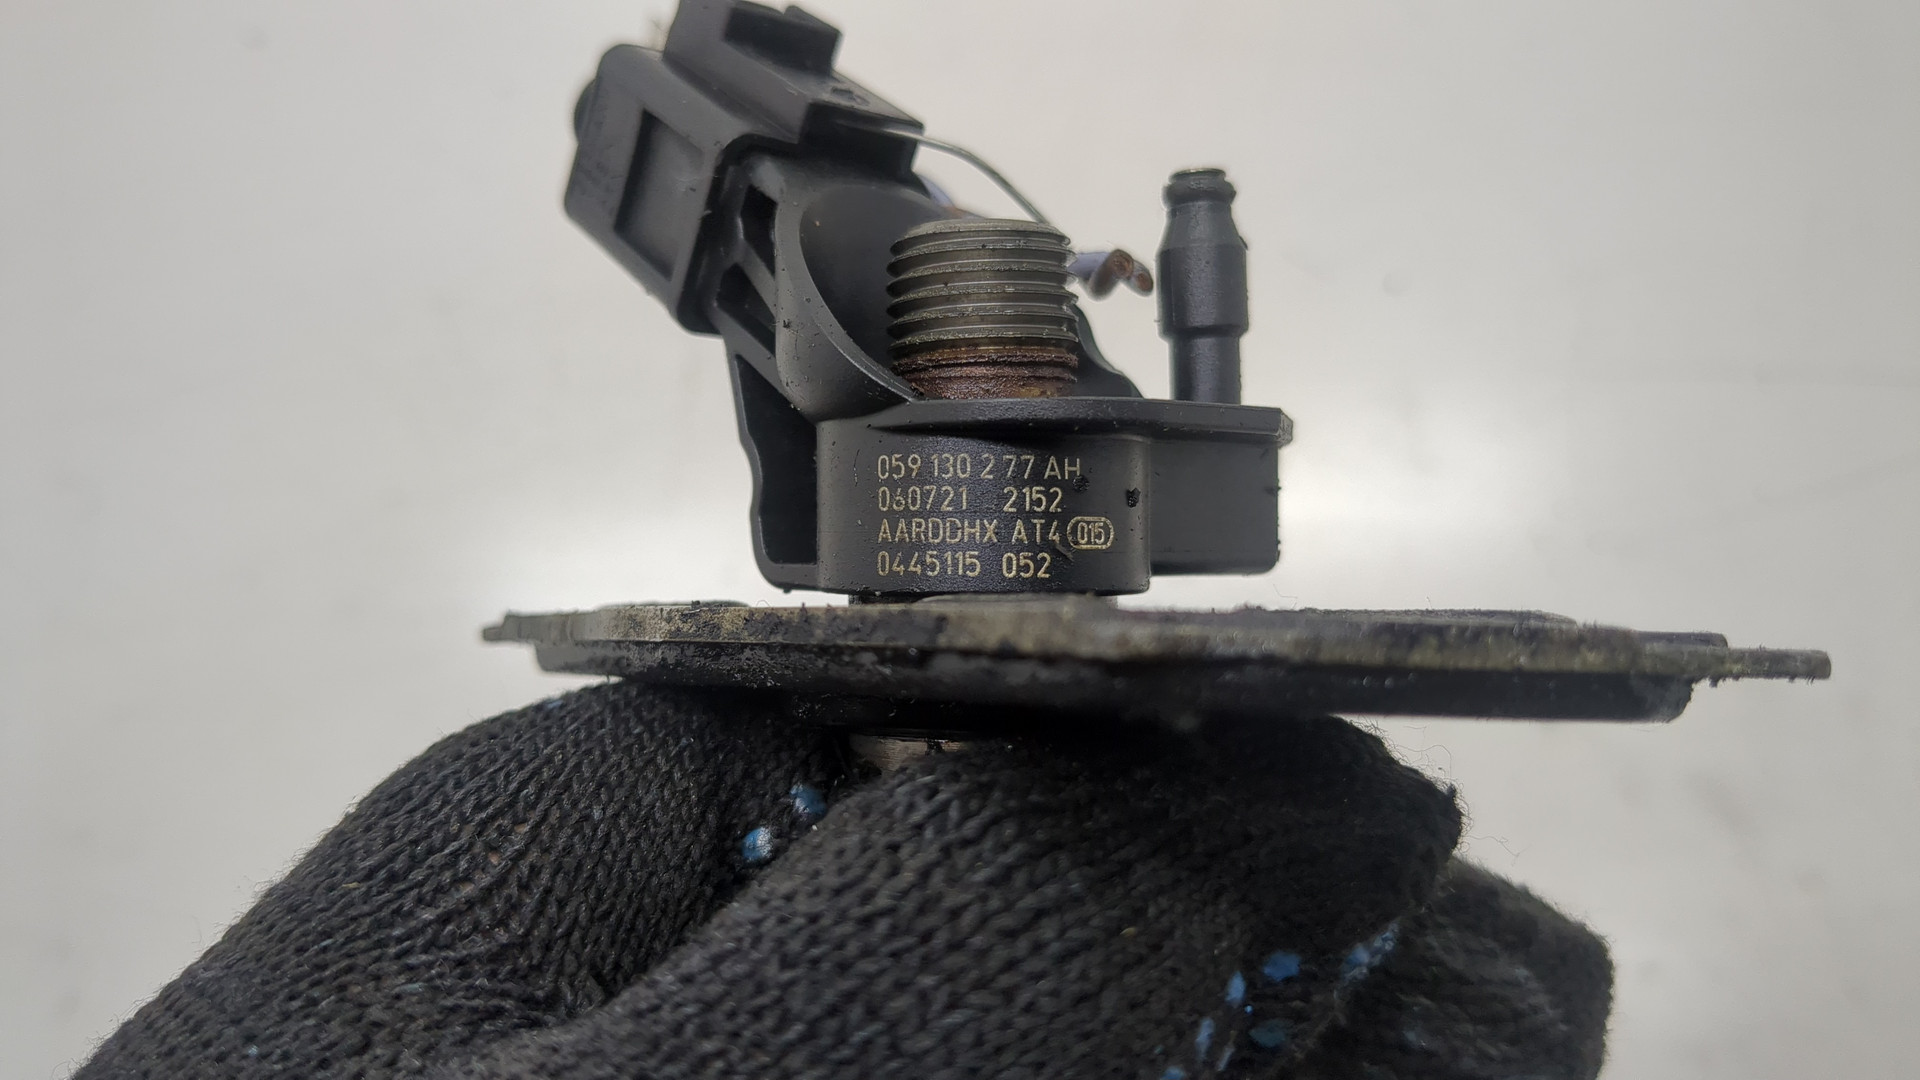 059 130 277 AH
060721 2152
AARDDHX AT4 015
0445115 052